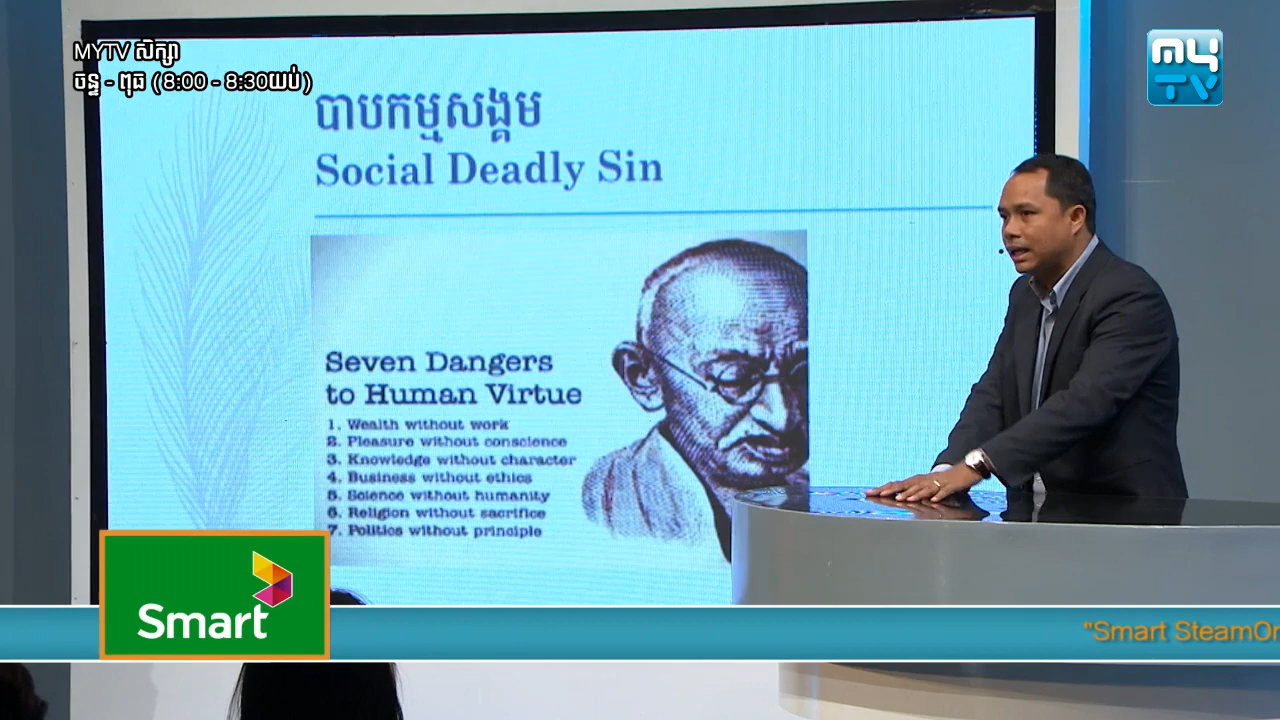 MYTV សិក្សា
ចន្ទ - ពុធ (8:00 - 8:30យប់)
MY
TV
បាបកម្មសង្គម
Social Deadly Sin
Seven Dangers
to Human Virtue
1. Wealth without work
2. Pleasure without conscience
3. Knowledge without character
4. Business without ethics
5. Science without humanity
6. Religion without sacrifice
7. Politics without principle
Smart
"Smart SteamOn